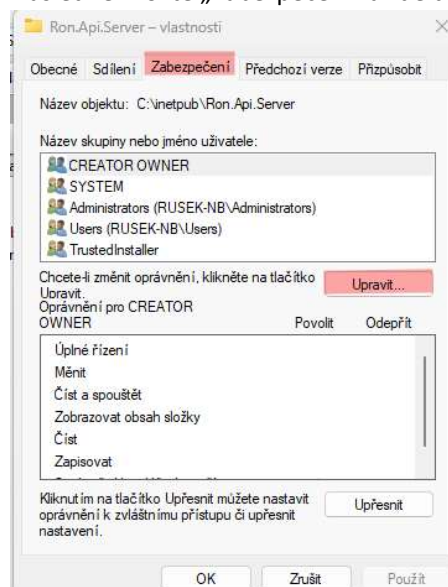 Ron.Api.Server – vlastnosti
Obecné Sdílení Zabezpečení Předchozí verze Přizpůsobit
Název objektu: C:\inetpub\Ron.Api.Server
Název skupiny nebo jméno uživatele:
CREATOR OWNER
SYSTEM
Administrators (RUSEK-NB\Administrators)
Users (RUSEK-NB\Users)
TrustedInstaller
Chcete-li změnit oprávnění, klikněte na tlačítko
Upravit.
Upravit...
Oprávnění pro CREATOR
OWNER Povolit Odepřít
Úplné řízení
Měnit
Číst a spouštět
Zobrazovat obsah složky
Číst
Zapisovat
Kliknutím na tlačítko Upřesnit můžete nastavit
oprávnění k zvláštnímu přístupu či upřesnit
nastavení.
Upřesnit
OK Zrušit Použít